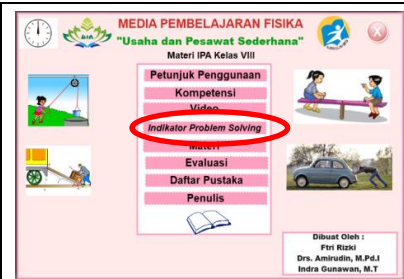 MEDIA PEMBELAJARAN FISIKA
"Usaha dan Pesawat Sederhana"
Materi IPA Kelas VIII
Petunjuk Penggunaan
Kompetensi
Video
Indikator Problem Solving
Materi
Evaluasi
Daftar Pustaka
Penulis
Dibuat Oleh :
Ftri Rizki
Drs. Amirudin, M.Pd.I
Indra Gunawan, M.T